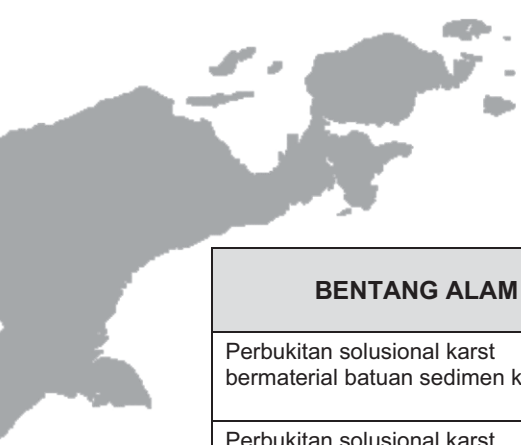 BENTANG ALAM
Perbukitan solusional karst
bermaterial batuan sedimen
Perbukitan solusional karst